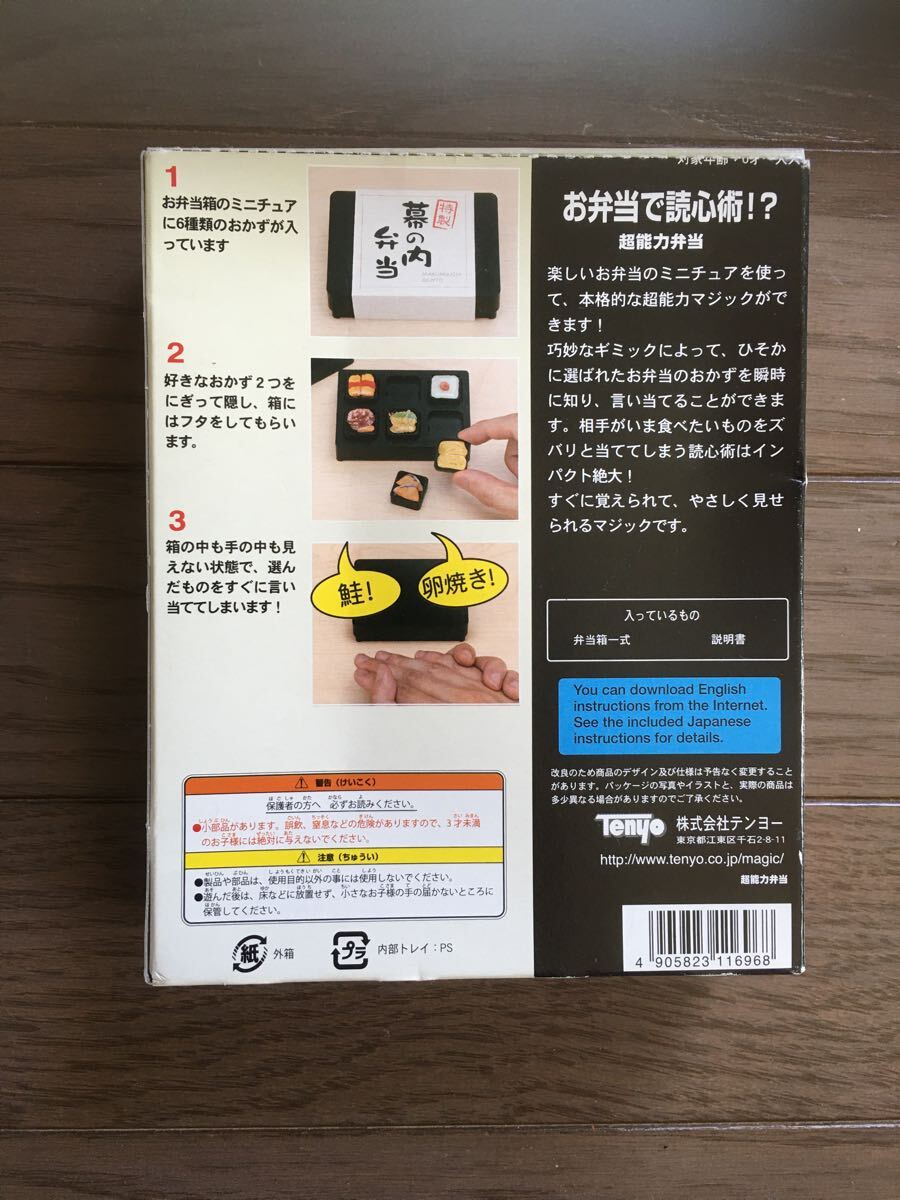 1
お弁当箱のミニチュア
に6種類のおかずが入
っています
特製
幕の内
弁当
MAKUNOUCHI
BENTO
2
好きなおかず2つを
にぎって隠し、箱に
はフタをしてもらい
ます。
3
箱の中も手の中も見
えない状態で、選ん
だものをすぐに言い
当ててしまいます!
鮭!
卵焼き!
警告(けいこく)
保護者の方へ 必ずお読みください。
●小部品があります。誤飲、窒息などの危険がありますので、3才未満
のお子様には絶対に与えないでください。
注意(ちゅうい)
●製品や部品は、使用目的以外の事には使用しないでください。
●遊んだ後は、床などに放置せず、小さなお子様の手の届かないところに
保管してください。
紙 外箱
プラ 内部トレイ:PS
お弁当で読心術!?
超能力弁当
楽しいお弁当のミニチュアを使っ
て、本格的な超能力マジックがで
きます!
巧妙なギミックによって、ひそか
に選ばれたお弁当のおかずを瞬時
に知り、言い当てることができま
す。相手がいま食べたいものをズ
バリと当ててしまう読心術はイン
パクト絶大!
すぐに覚えられて、やさしく見せ
られるマジックです。
入っているもの
弁当箱一式 説明書
You can download English
instructions from the Internet.
See the included Japanese
instructions for details.
改良のため商品のデザイン及び仕様は予告なく変更すること
があります。パッケージの写真やイラストと、実際の商品は
多少異なる場合がありますのでご了承ください。
Tenyo 株式会社テンヨー
東京都江東区千石2-8-11
http://www.tenyo.co.jp/magic/
超能力弁当
4 905823 116968